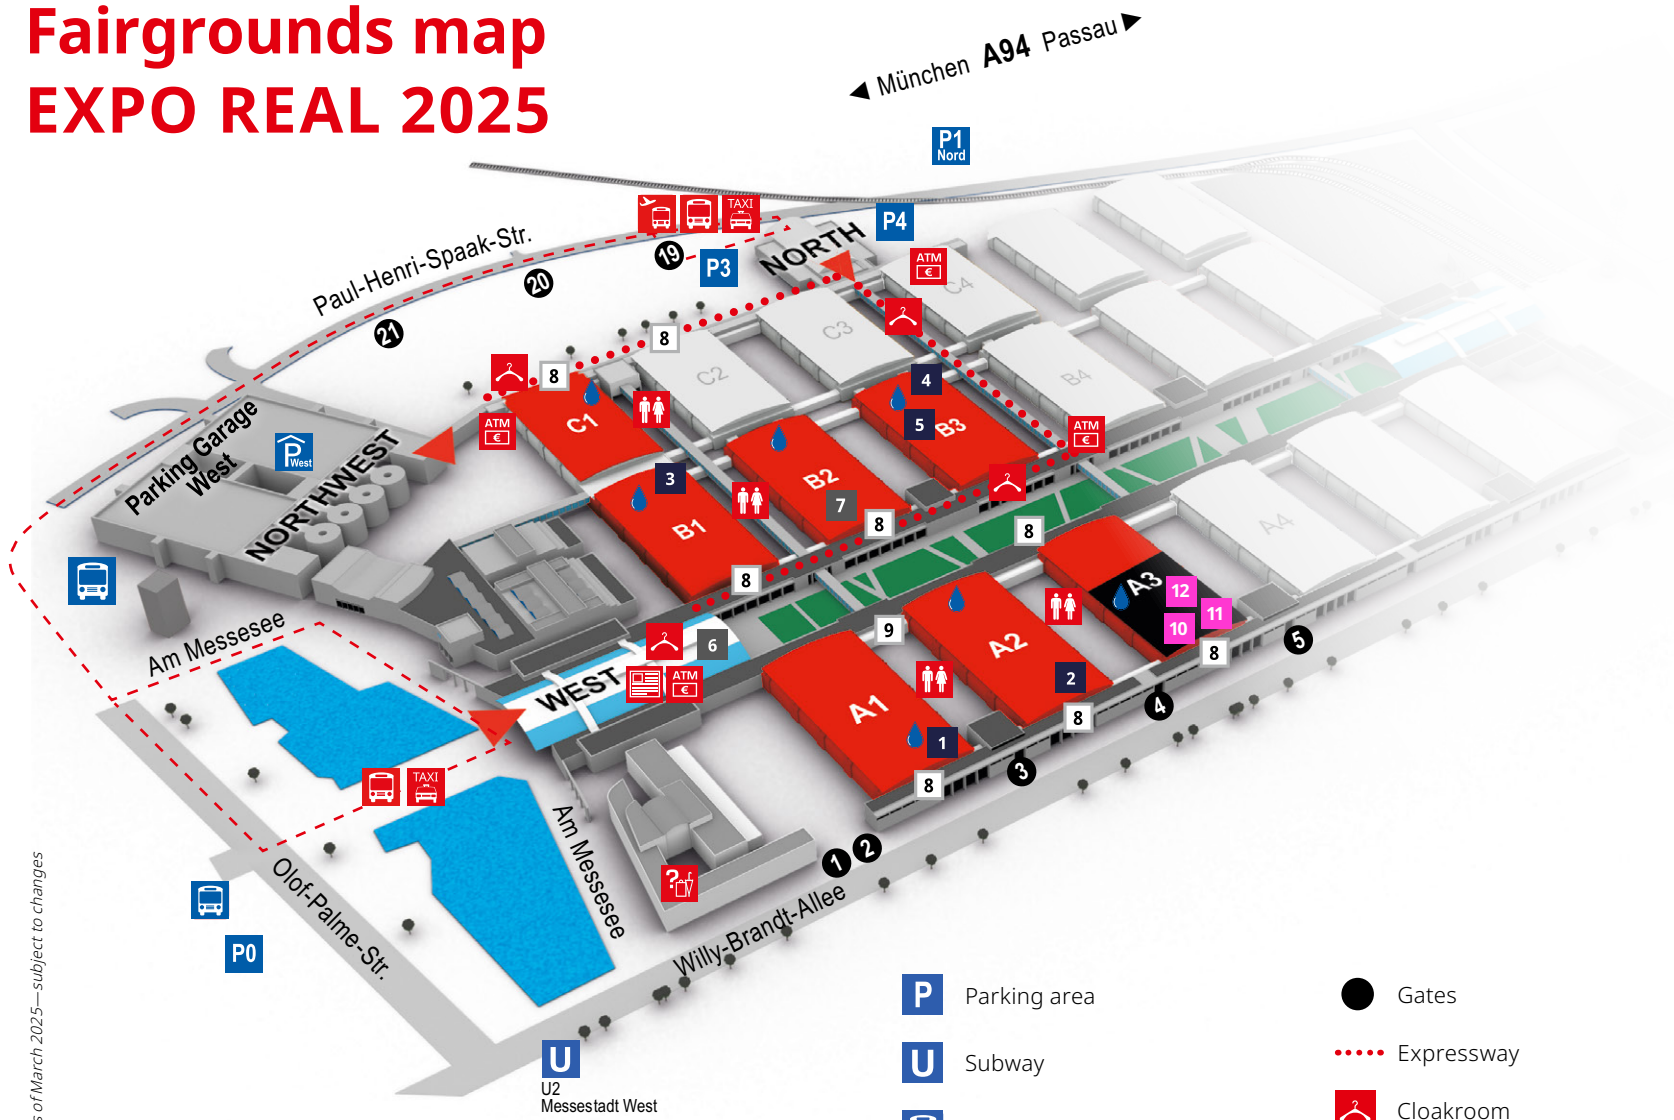 Fairgrounds map
EXPO REAL 2025
München A94 Passau
P1
Nord
P4
TAXI
19
P3
NORTH
Paul-Henri-Spaak-Str.
20
21
ATM
€
C4
C3
C2
B4
8
8
C1
ATM
€
4
5
B3
ATM
€
Parking Garage
West
P
West
NORTHWEST
3
B2
7
B1
8
8
8
A4
A3
12
11
10
5
8
4
9
A2
2
8
3
A1
1
8
6
WEST
ATM
€
Am Messesee
TAXI
Am Messesee
?
1
2
Willy-Brandt-Allee
Olof-Palme-Str.
P0
U
U2
Messestadt West
s of March 2025—subject to changes
P Parking area
U Subway
Gates
Expressway
Cloakroom